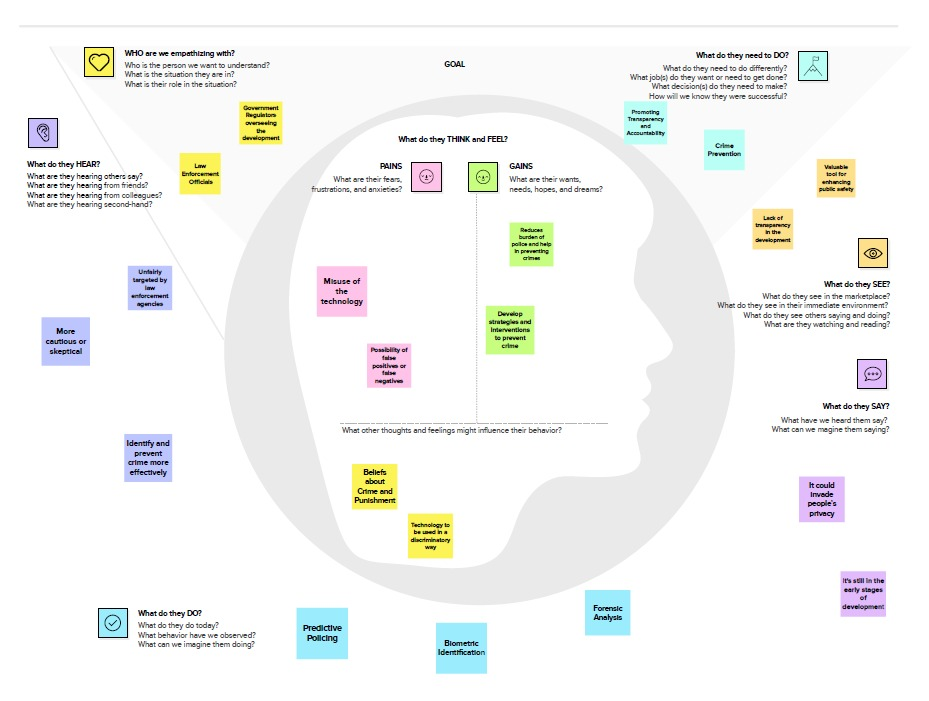 WHO are we empathizing with?
Who is the person we want to understand?
What is the situation they are in?
What is their role in the situation?
GOAL
What do they need to DO?
What do they need to do differently?
What job(s) do they want or need to get done?
What decision(s) do they need to make?
How will we know they were successful?
Government
Regulators
overseeing
the
development
Law
Enforcement
Officials
Promoting
Transparency
and
Accountability
Crime
Prevention
What do they HEAR?
What are they hearing others say?
What are they hearing from friends?
What are they hearing from colleagues?
What are they hearing second-hand?
What do they THINK and FEEL?
PAINS
What are their fears,
frustrations, and anxieties?
GAINS
What are their wants,
needs, hopes, and dreams?
Valuable
tool for
enhancing
public safety
Lack of
transparency
in the
development
What do they SEE?
What do they see in the marketplace?
What do they see in their immediate environment?
What do they see others saying and doing?
What are they watching and reading?
Unfairly
targeted by
law
enforcement
agencies
More
cautious or
skeptical
Identify and
prevent
crime more
effectively
Misuse of
the
technology
Possibility of
false
positives or
false
negatives
Reduces
burden of
police and help
in preventing
crimes
Develop
strategies and
interventions
to prevent
crime
What do they SAY?
What have we heard them say?
What can we magine them saying?
What other thoughts and feelings might influence their behavior?
Beliefs
about
Crime and
Punishment
Technology to
be used in a
discriminatory
way
It could
invade
people's
privacy
It's still in the
early stages
of
development
What do they DO?
What do they do today?
What behavior have we observed?
What can we imagine them doing?
Predictive
Policing
Biometric
Identification
Forensic
Analysis